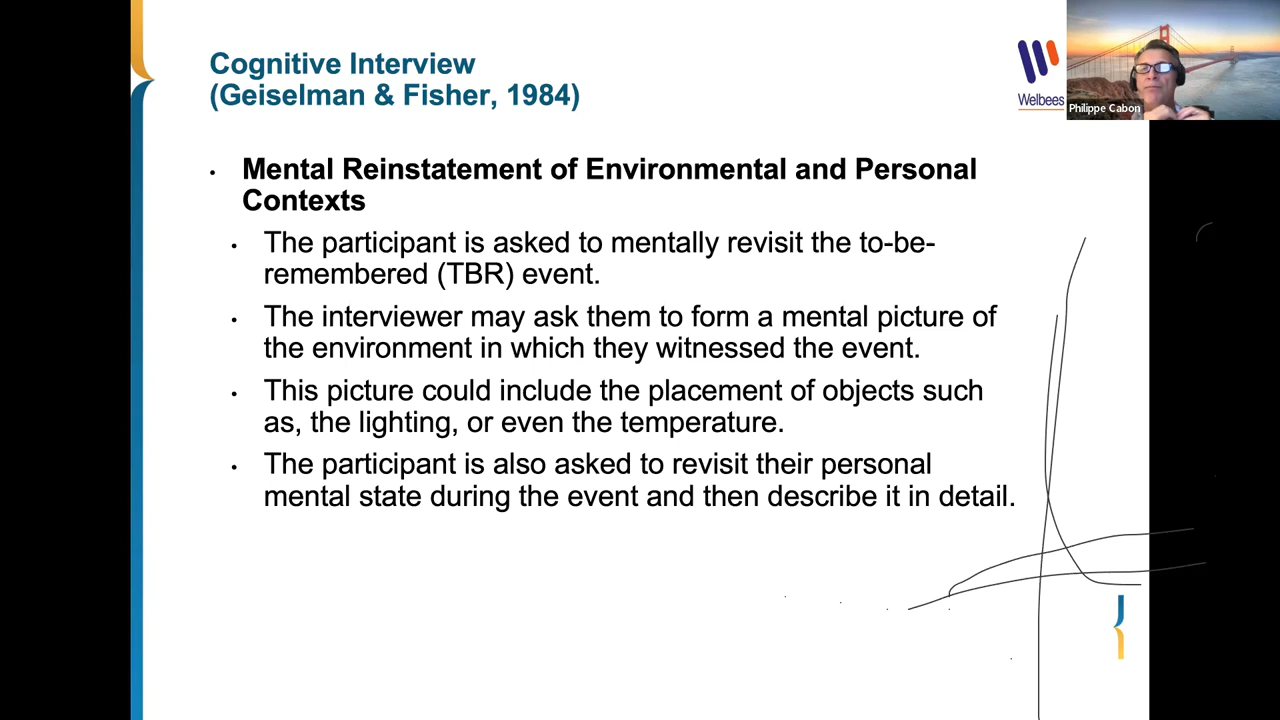 Cognitive Interview
(Geiselman & Fisher, 1984)
Welbees
Philippe Cabon
• Mental Reinstatement of Environmental and Personal
Contexts
• The participant is asked to mentally revisit the to-be-
remembered (TBR) event.
• The interviewer may ask them to form a mental picture of
the environment in which they witnessed the event.
• This picture could include the placement of objects such
as, the lighting, or even the temperature.
• The participant is also asked to revisit their personal
mental state during the event and then describe it in detail.